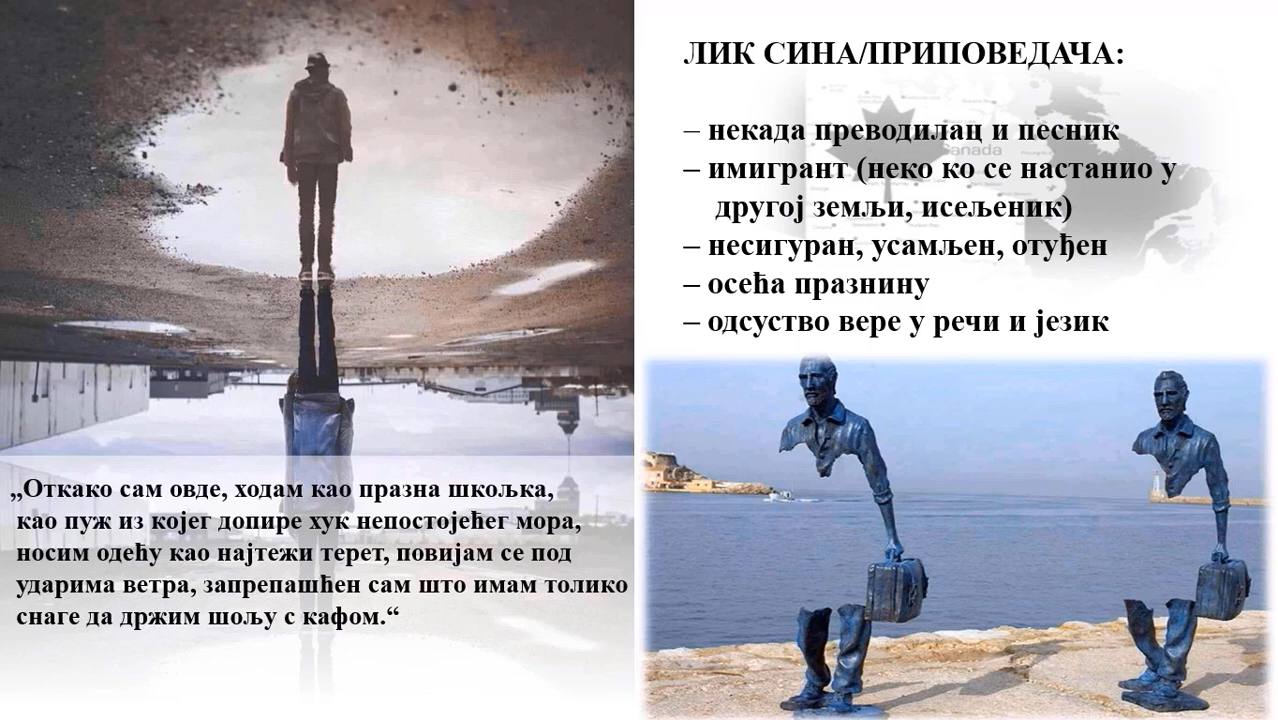 ЛИК СИНА/ПРИПОВЕДАЧА:
– некада преводилац и песник
Canada
– имигрант (неко ко се настанио у
другој земљи, исељеник)
– несигуран, усамљен, отуђен
– осећа празнину
– одсуство вере у речи и језик
„Откако сам овде, ходам као празна шкољка,
као пуж из којег допире хук непостојећег мора,
носим одећу као најтежи терет, повијам се под
ударима ветра, запрепашћен сам што имам толико
снаге да држим шољу с кафом.“